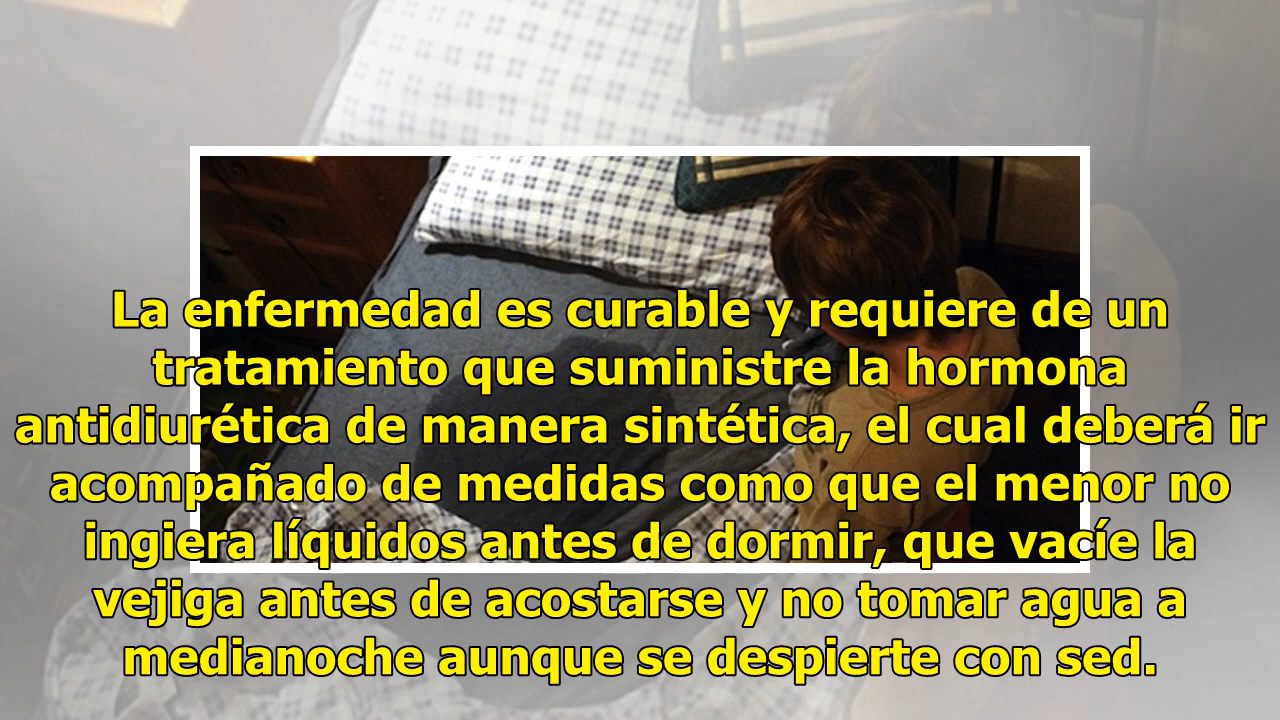 La enfermedad es curable y requiere de un
tratamiento que suministre la hormona
antidiurética de manera sintética, el cual deberá ir
acompañado de medidas como que el menor no
ingiera líquidos antes de dormir, que vacíe la
vejiga antes de acostarse y no tomar agua a
medianoche aunque se despierte con sed.